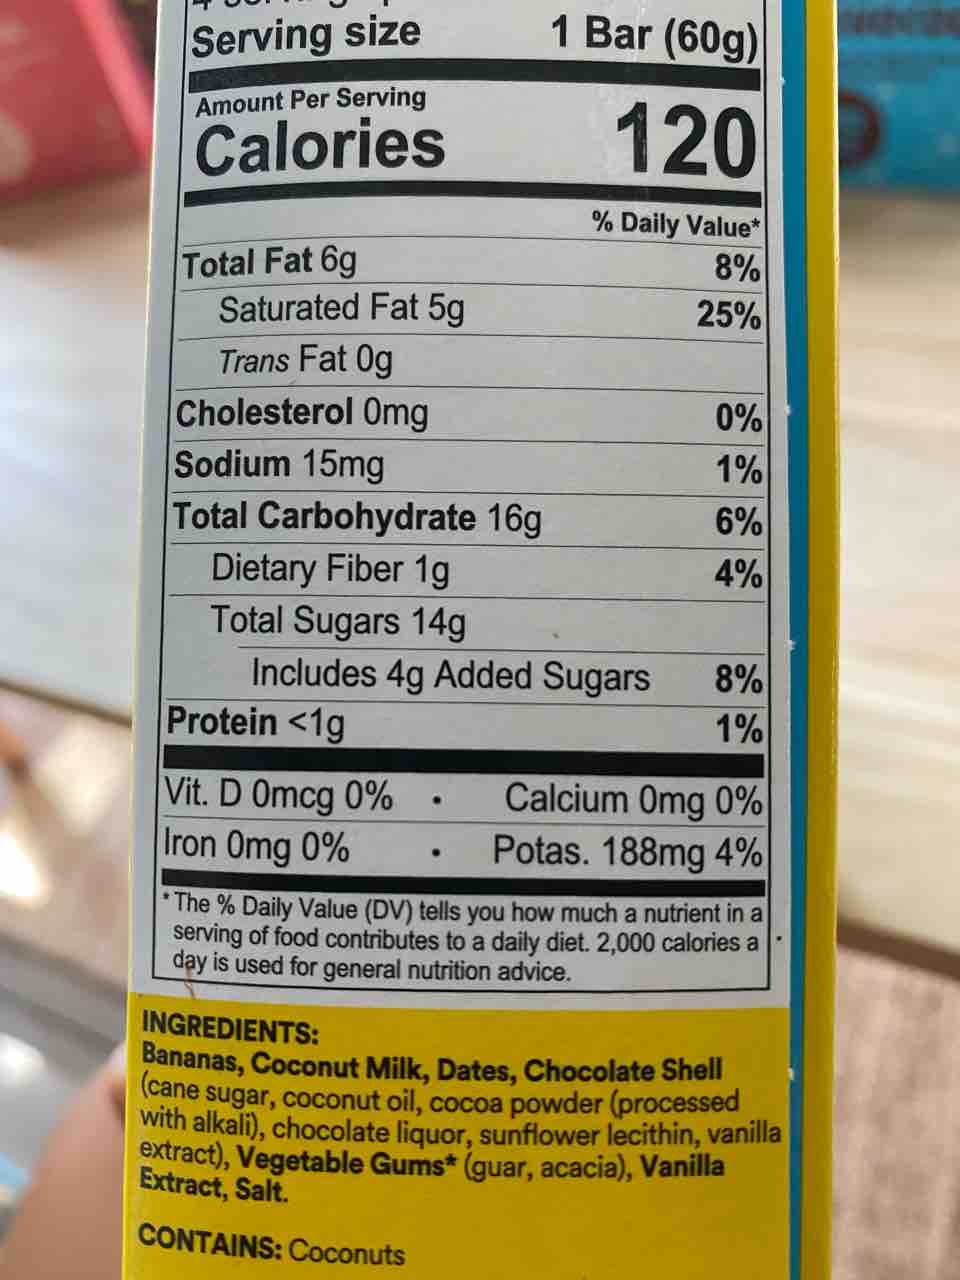 Serving size 1 Bar (60g)
Amount Per Serving
Calories 120
% Daily Value*
Total Fat 6g 8%
Saturated Fat 5g 25%
Trans Fat 0g
Cholesterol 0mg 0%
Sodium 15mg 1%
Total Carbohydrate 16g 6%
Dietary Fiber 1g 4%
Total Sugars 14g
Includes 4g Added Sugars 8%
Protein <1g 1%
Vit. D 0mcg 0% • Calcium 0mg 0%
Iron 0mg 0% • Potas. 188mg 4%
*The % Daily Value (DV) tells you how much a nutrient in a
serving of food contributes to a daily diet. 2,000 calories a
day is used for general nutrition advice.
INGREDIENTS:
Bananas, Coconut Milk, Dates, Chocolate Shell
(cane sugar, coconut oil, cocoa powder (processed
with alkali), chocolate liquor, sunflower lecithin, vanilla
extract), Vegetable Gums* (guar, acacia), Vanilla
Extract, Salt.
CONTAINS: Coconuts